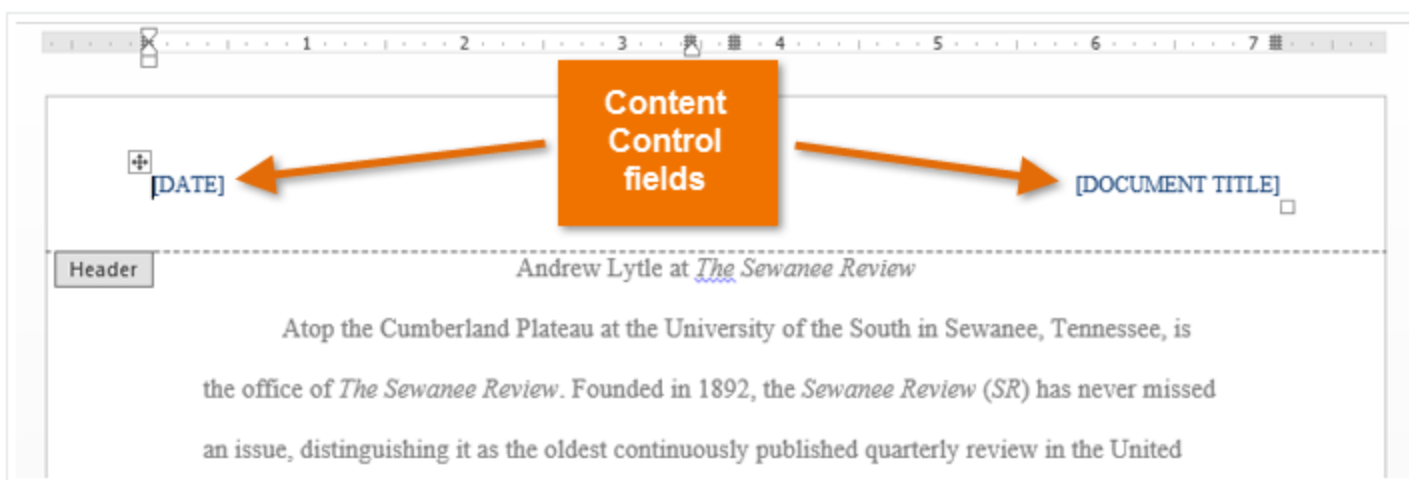 1 2 3 4 5 6 7
Content
Control
fields
[DATE]
[DOCUMENT TITLE]
Header
Andrew Lytle at The Sewanee Review
Atop the Cumberland Plateau at the University of the South in Sewanee, Tennessee, is
the office of The Sewanee Review. Founded in 1892, the Sewanee Review (SR) has never missed
an issue, distinguishing it as the oldest continuously published quarterly review in the United